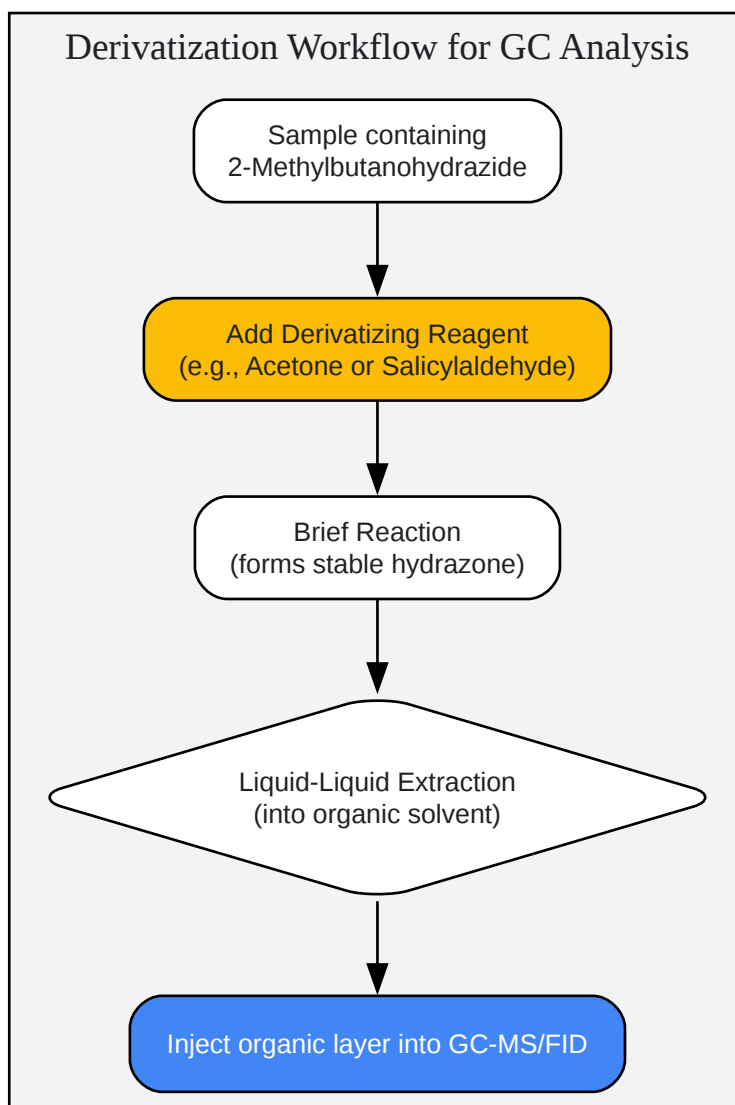 Derivatization Workflow for GC Analysis
Sample containing
2-Methylbutanohydrazide
Add Derivatizing Reagent
(e.g., Acetone or Salicylaldehyde)
Brief Reaction
(forms stable hydrazone)
Liquid-Liquid Extraction
(into organic solvent)
Inject organic layer into GC-MS/FID